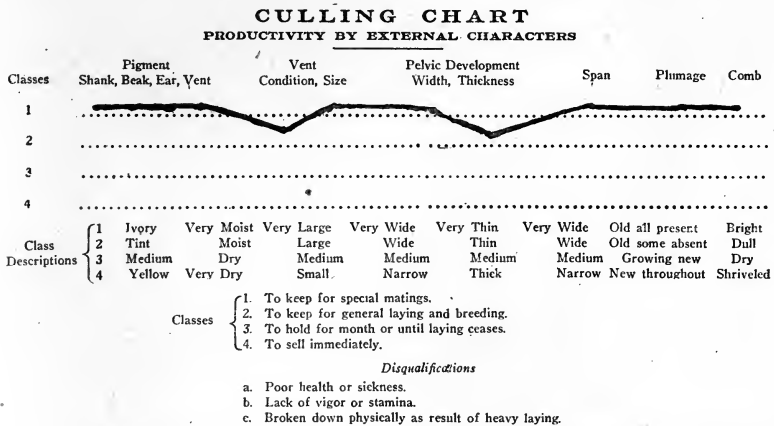 CULLING CHART
PRODUCTIVITY BY EXTERNAL CHARACTERS
Pigment Vent Pelvic Development
Classes Shank, Beak, Ear, Vent Condition, Size Width, Thickness Span Plumage Comb
1
2
3
4
Class Descriptions
1 Ivory Very Moist Very Large Very Wide Very Thin Very Wide Old all present Bright
2 Tint Moist Large Wide Thin Wide Old some absent Dull
3 Medium Dry Medium Medium Medium Medium Growing new Dry
4 Yellow Very Dry Small Narrow Thick Narrow New throughout Shriveled
Classes
1. To keep for special matings.
2. To keep for general laying and breeding.
3. To hold for month or until laying ceases.
4. To sell immediately.
Disqualifications
a. Poor health or sickness.
b. Lack of vigor or stamina.
c. Broken down physically as result of heavy laying.